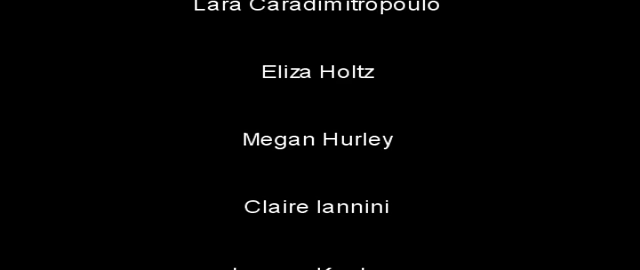 Lara Caradimitropoulo
Eliza Holtz
Megan Hurley
Claire Iannini